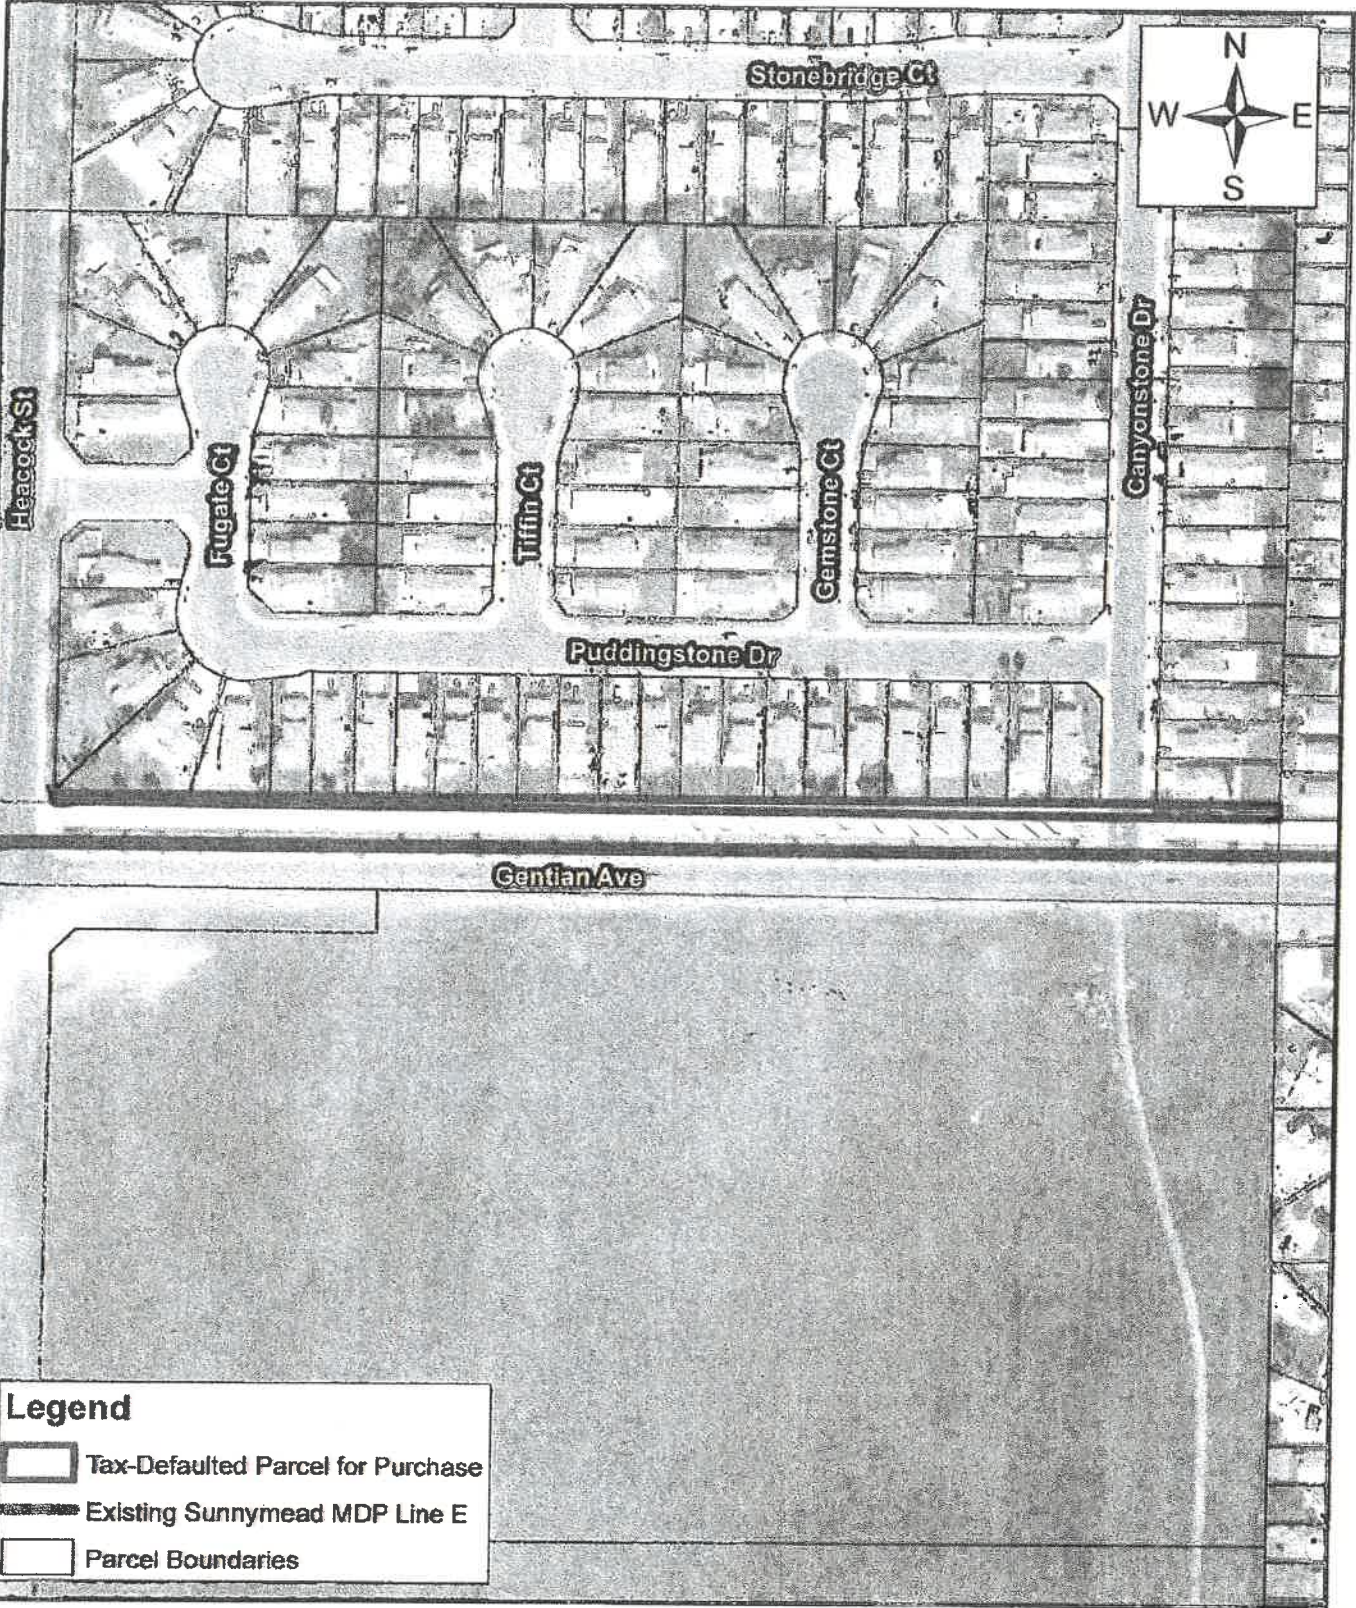 Stonebridge Ct
N
W E
S
Heacock St
Fugate Ct
Tiffin Ct
Gemstone Ct
Canyonstone Dr
Puddingstone Dr
Gentian Ave
Legend
Tax-Defaulted Parcel for Purchase
Existing Sunnymead MDP Line E
Parcel Boundaries